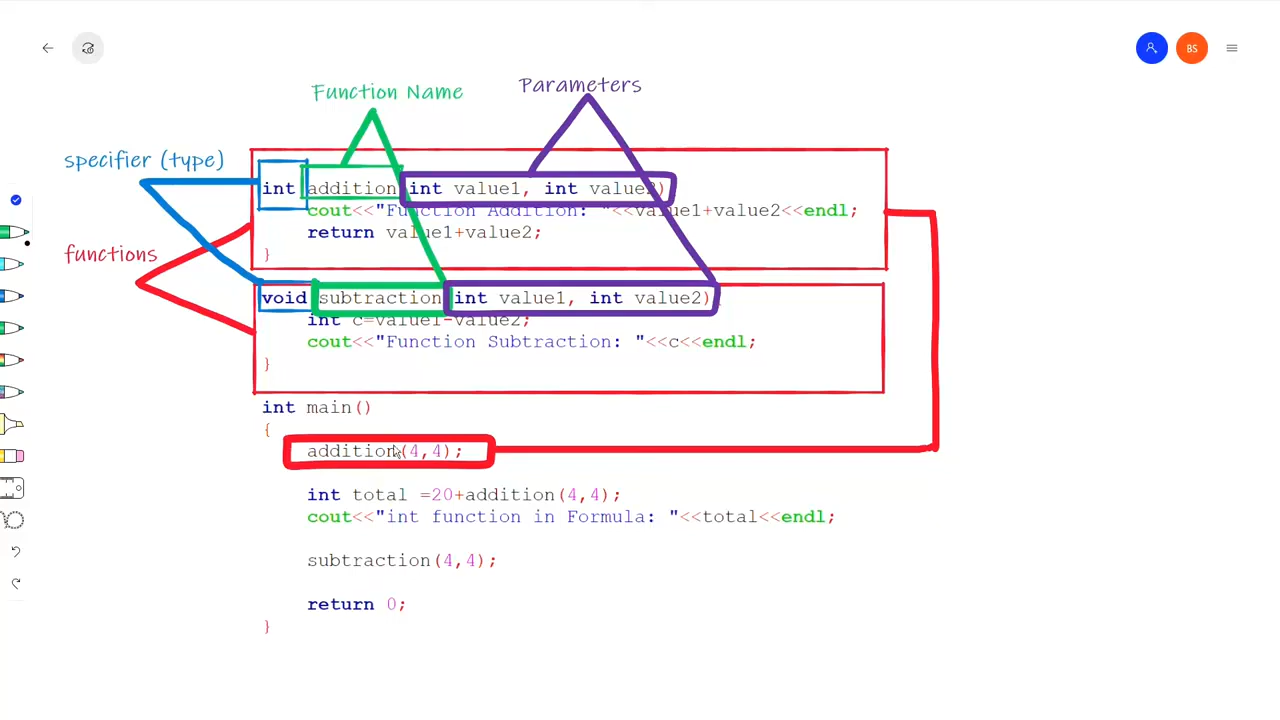 BS
Function Name
Parameters
specifier (type)
functions
int addition(int value1, int value2)
cout<<"Function Addition: "<<value1+value2<<endl;
return value1+value2;
}
void subtraction(int value1, int value2)
int c=value1-value2;
cout<<"Function Subtraction: "<<c<<endl;
}
int main()
{
addition(4,4);
int total =20+addition(4,4);
cout<<"int function in Formula: "<<total<<endl;
subtraction(4,4);
return 0;
}